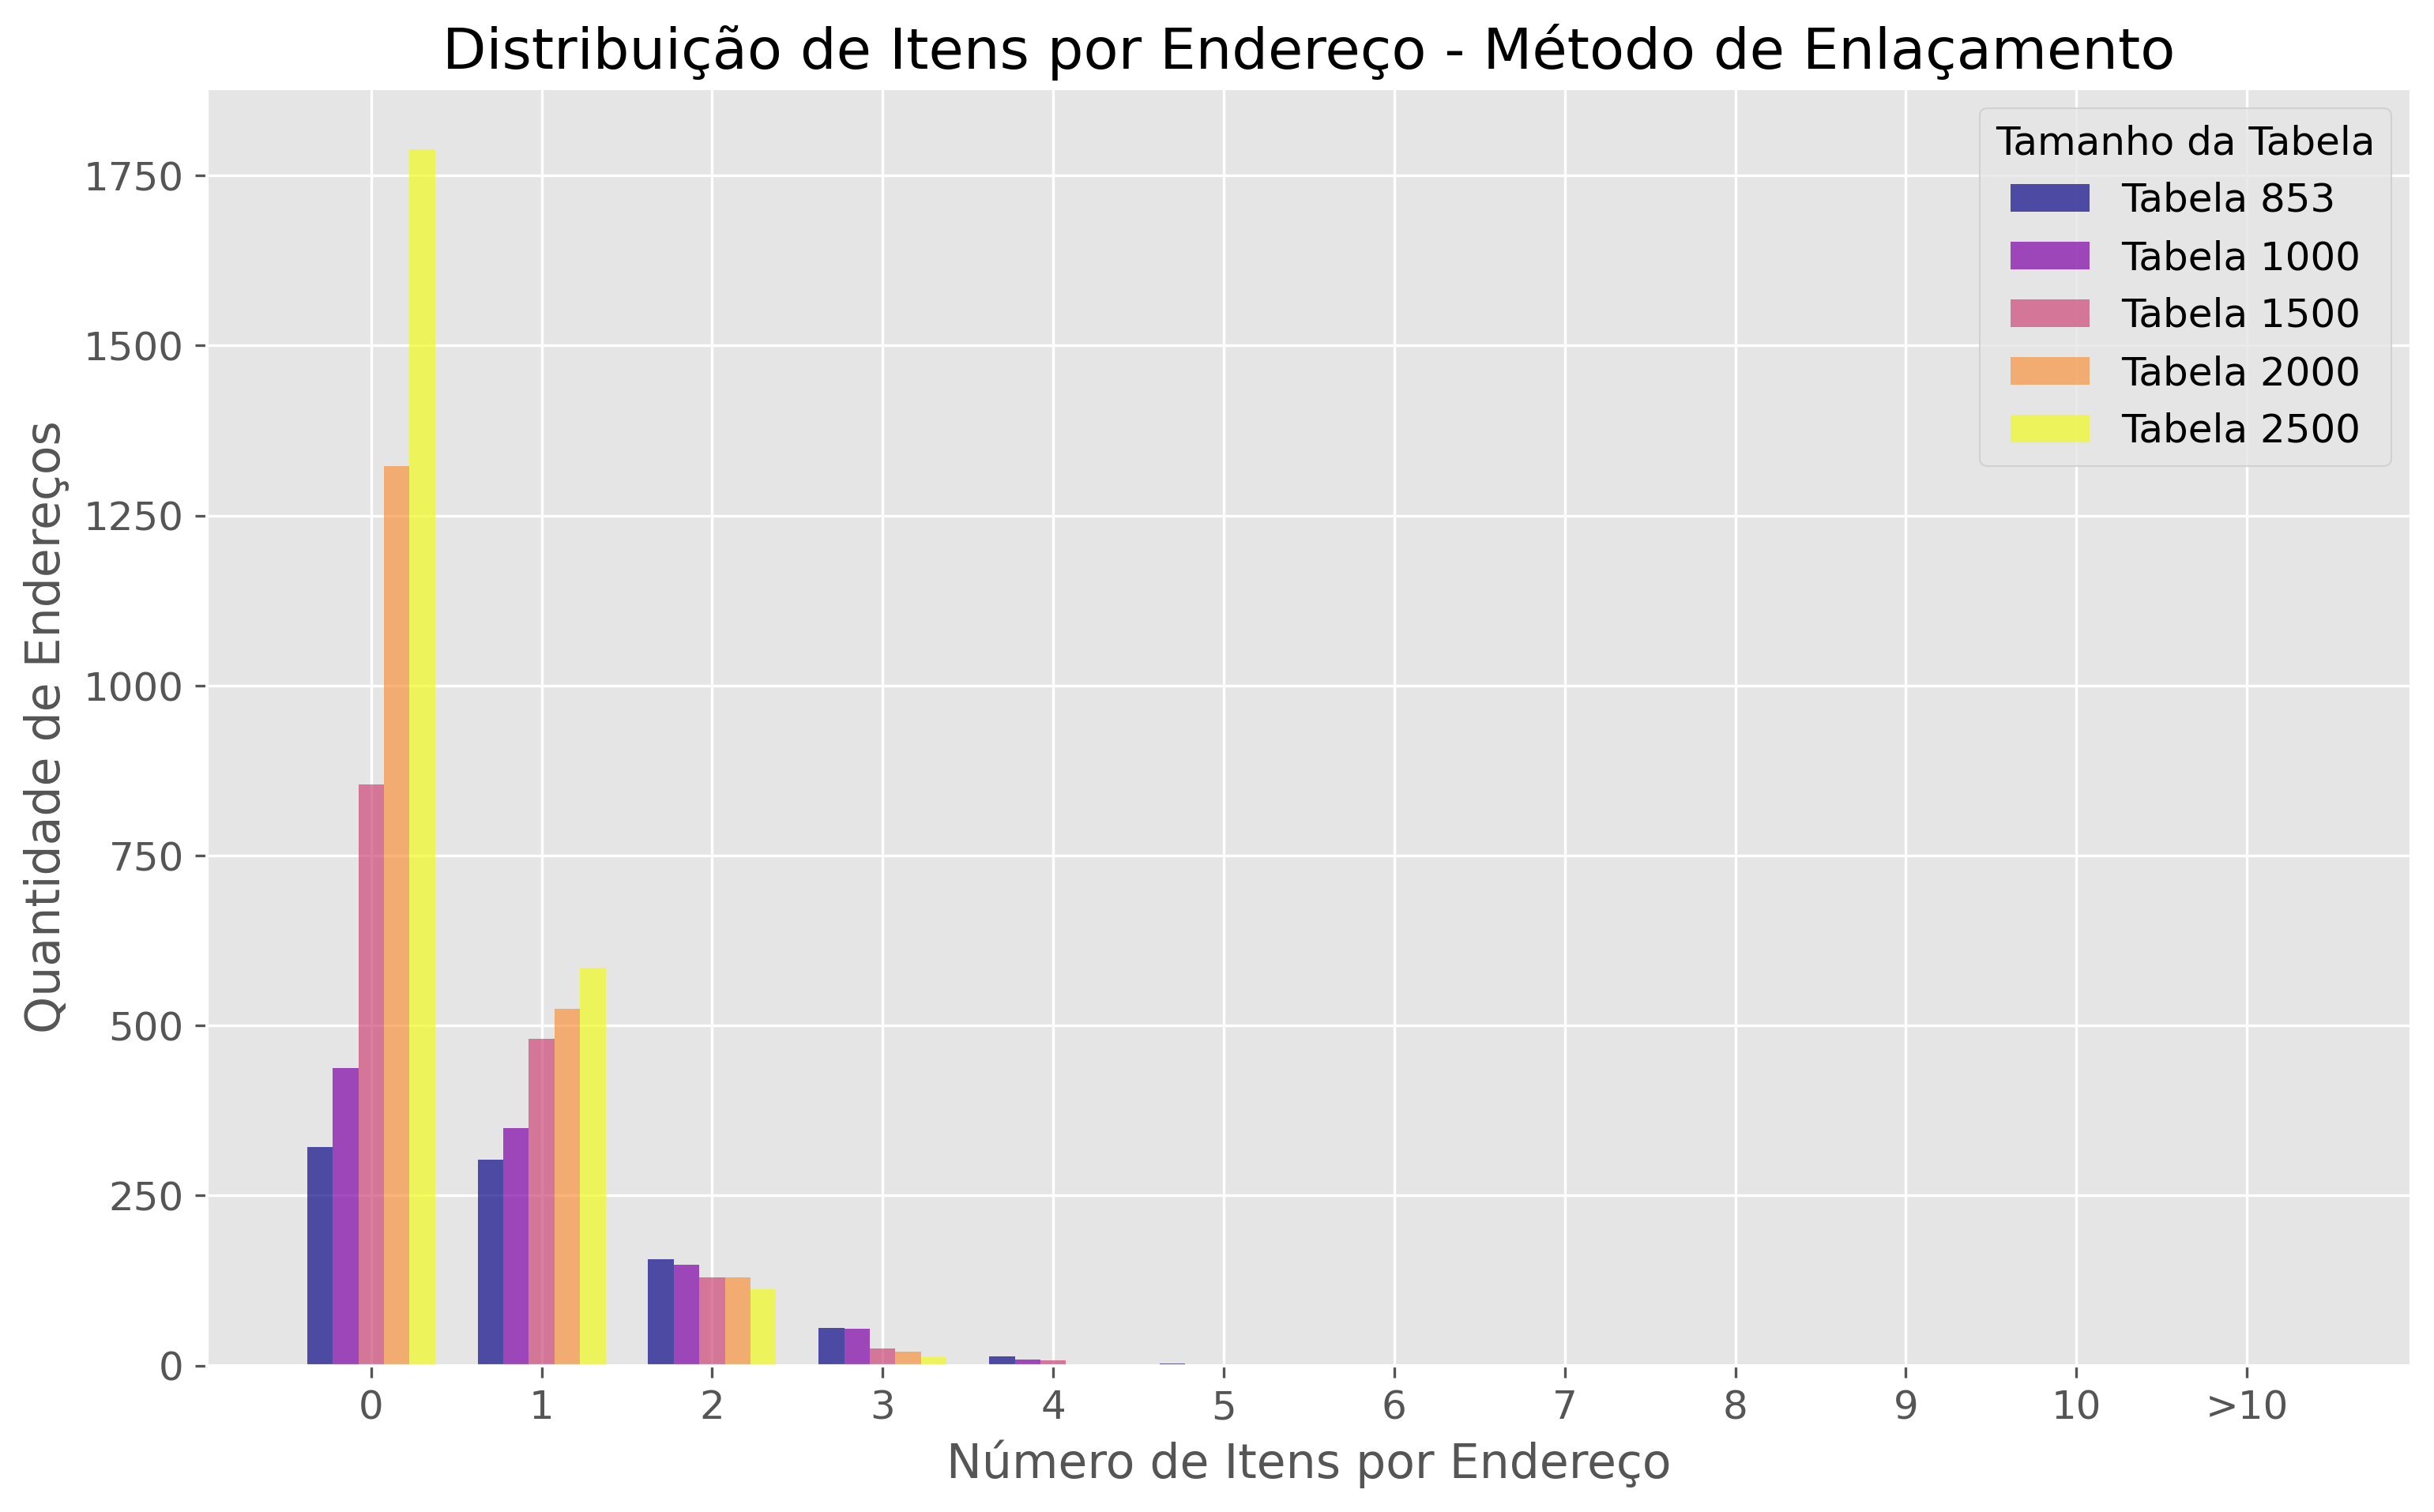 Distribuição de Itens por Endereço - Método de Enlaçamento
Tamanho da Tabela
Tabela 853
Tabela 1000
Tabela 1500
Tabela 2000
Tabela 2500
Quantidade de Endereços
1750
1500
1250
1000
750
500
250
0
0 1 2 3 4 5 6 7 8 9 10 >10
Número de Itens por Endereço